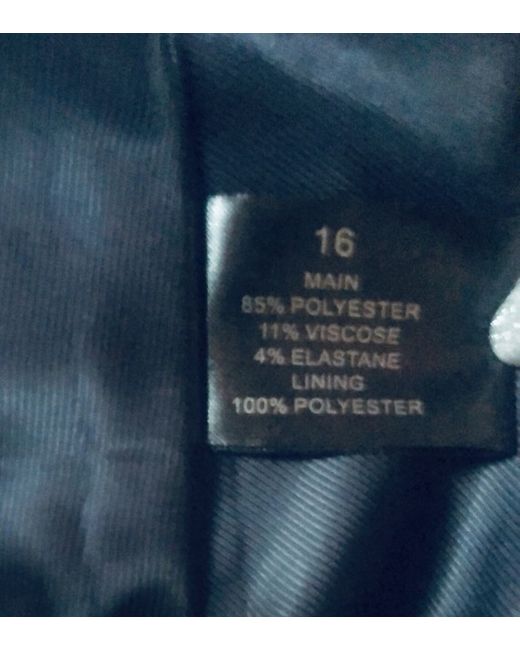 16
MAIN
85% POLYESTER
11% VISCOSE
4% ELASTANE
LINING
100% POLYESTER